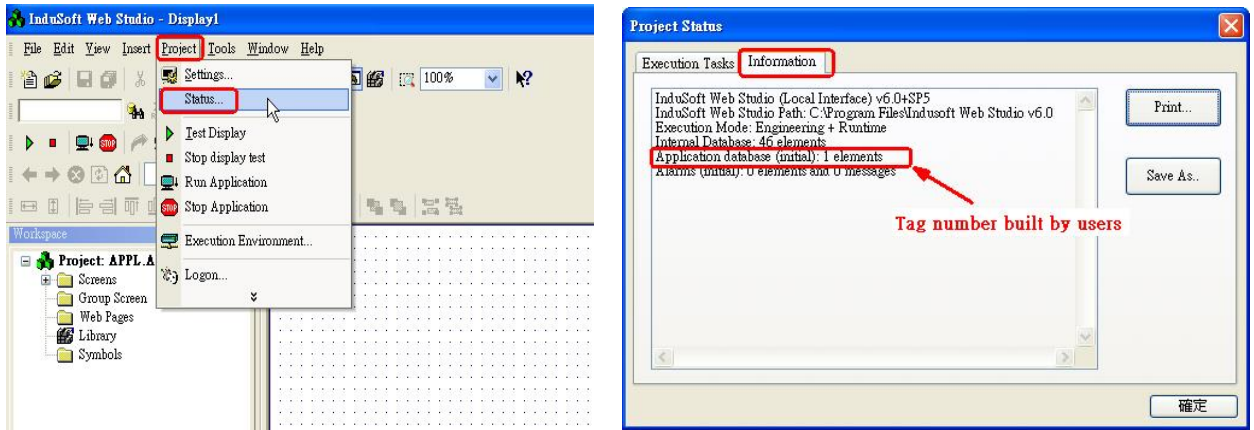 InduSoft Web Studio - Display1
File Edit View Insert Project Tools Window Help
100%
Settings...
Status...
Test Display
Stop display test
Run Application
Stop Application
Execution Environment...
Logon...
Workspace
Project: APPL.A
Screens
Group Screen
Web Pages
Library
Symbols
Project Status
Execution Tasks Information
InduSoft Web Studio (Local Interface) v6.0+SP5
InduSoft Web Studio Path: C:\Program Files\Indusoft Web Studio v6.0
Execution Mode: Engineering + Runtime
Internal Database: 46 elements
Application database (initial): 1 elements
Alarms (initial): 0 elements and 0 messages
Print...
Save As..
Tag number built by users
確定